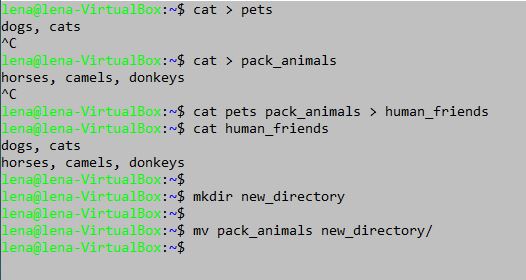 lena@lena-VirtualBox:~$ cat > pets
dogs, cats
^C
lena@lena-VirtualBox:~$ cat > pack_animals
horses, camels, donkeys
^C
lena@lena-VirtualBox:~$ cat pets pack_animals > human_friends
lena@lena-VirtualBox:~$ cat human_friends
dogs, cats
horses, camels, donkeys
lena@lena-VirtualBox:~$
lena@lena-VirtualBox:~$ mkdir new_directory
lena@lena-VirtualBox:~$
lena@lena-VirtualBox:~$ mv pack_animals new_directory/
lena@lena-VirtualBox:~$